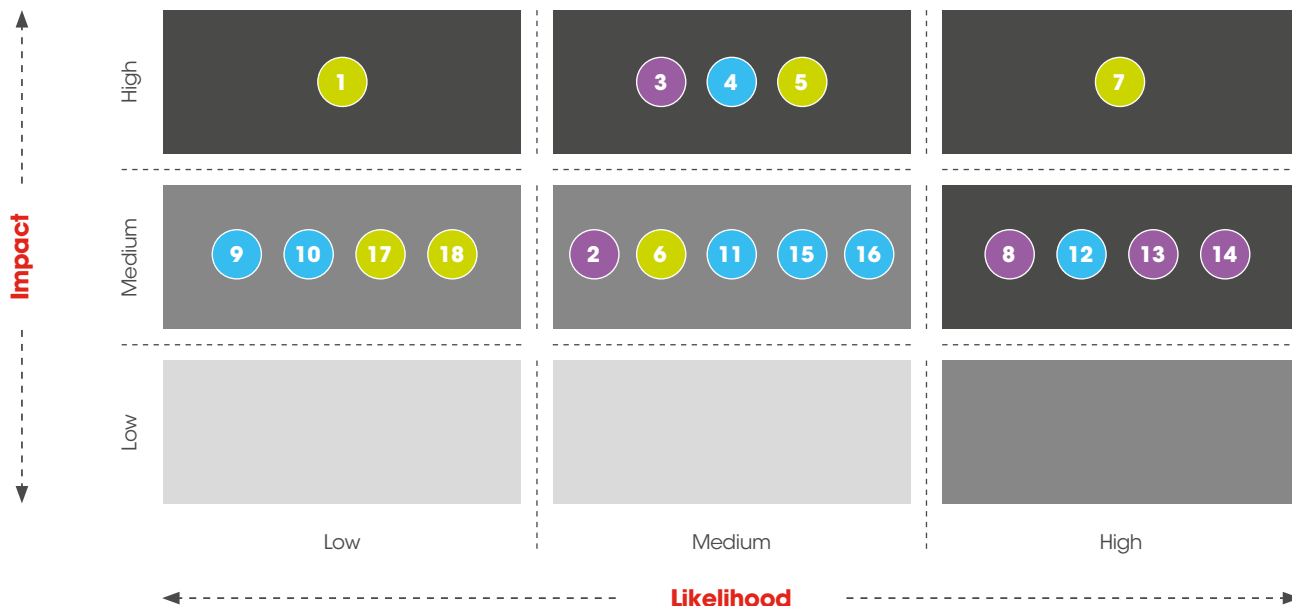 Impact
High
1
3 4 5
7
Medium
9 10 17 18
2 6 11 15 16
8 12 13 14
Low
Low
Medium
High
Likelihood